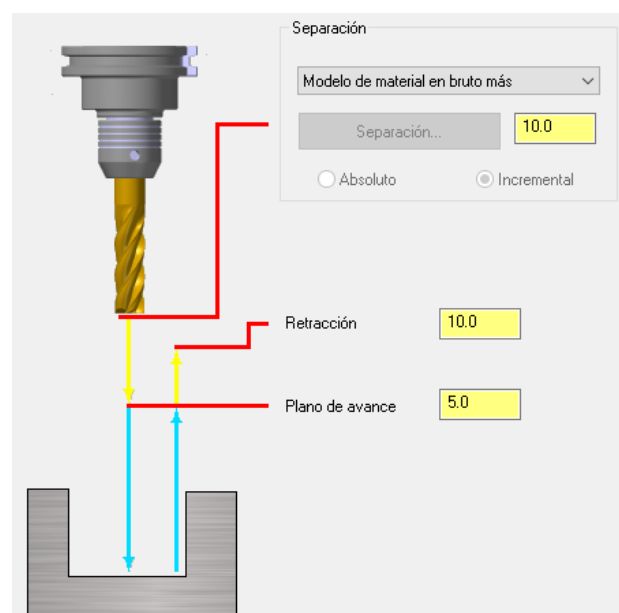 Separación
Modelo de material en bruto más
Separación...
10.0
Absoluto
Incremental
Retracción
10.0
Plano de avance
5.0